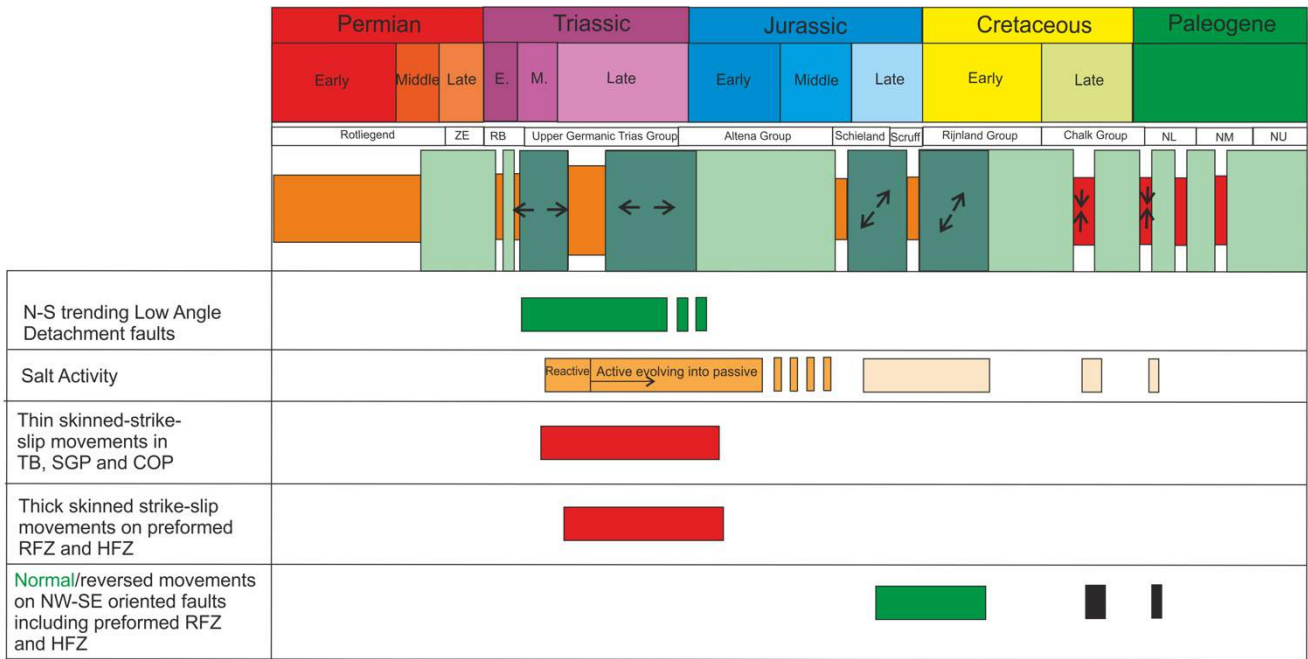 Permian
Triassic
Jurassic
Cretaceous
Paleogene
Early
Middle
Late
E.
M.
Late
Early
Middle
Late
Early
Late
Rotliegend
ZE
RB
Upper Germanic Trias Group
Altena Group
Schieland
Scruff
Rijnland Group
Chalk Group
NL
NM
NU
N-S trending Low Angle
Detachment faults
Salt Activity
Reactive
Active evolving into passive
Thin skinned-strike-
slip movements in
TB, SGP and COP
Thick skinned strike-slip
movements on preformed
RFZ and HFZ
Normal/reversed movements
on NW-SE oriented faults
including preformed RFZ
and HFZ